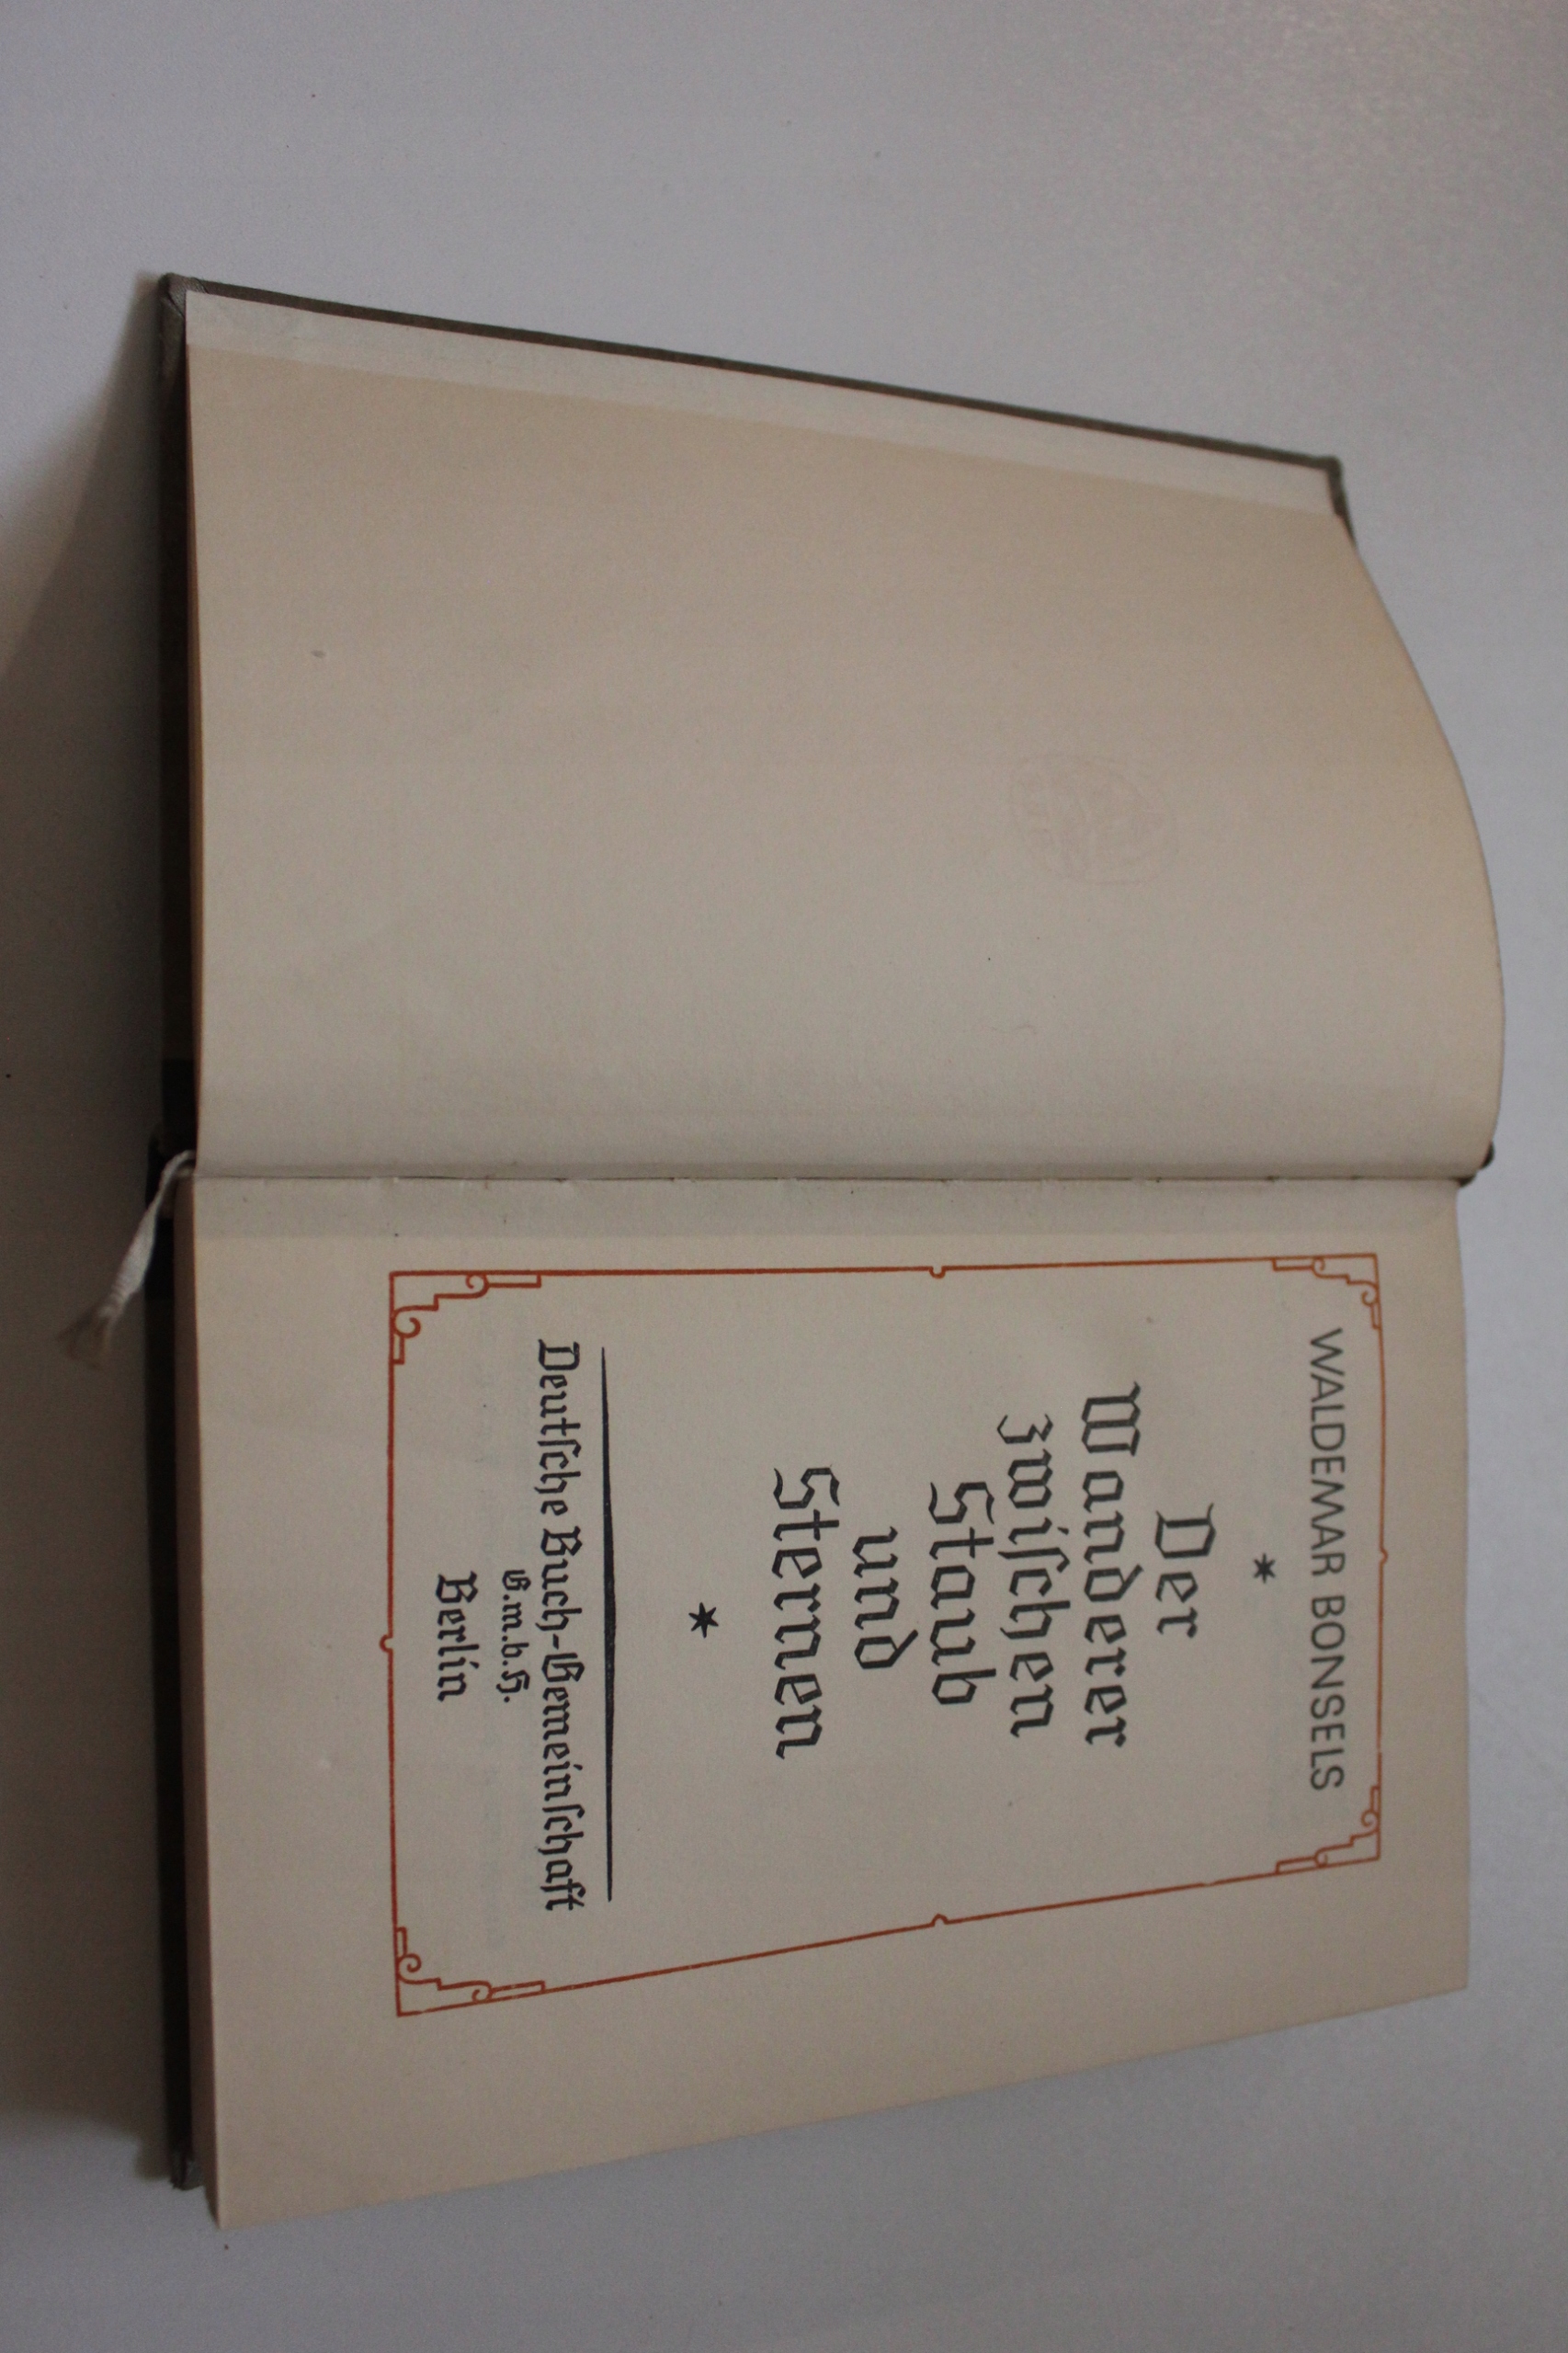 WALDEMAR BONSELS
*
Der
Wanderer
zwiſchen
Staub
und
Sternen
*
Deutſche Buch-Gemeinſchaft
G.m.b.H.
Berlin